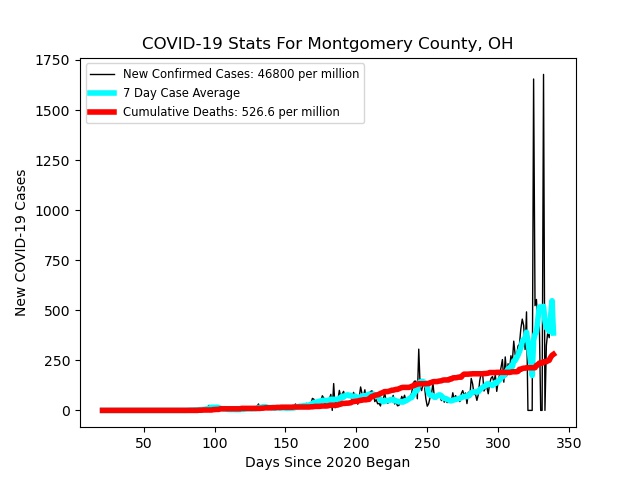 COVID-19 Stats For Montgomery County, OH
New Confirmed Cases: 46800 per million
7 Day Case Average
Cumulative Deaths: 526.6 per million
New COVID-19 Cases
1750
1500
1250
1000
750
500
250
0
50 100 150 200 250 300 350
Days Since 2020 Began